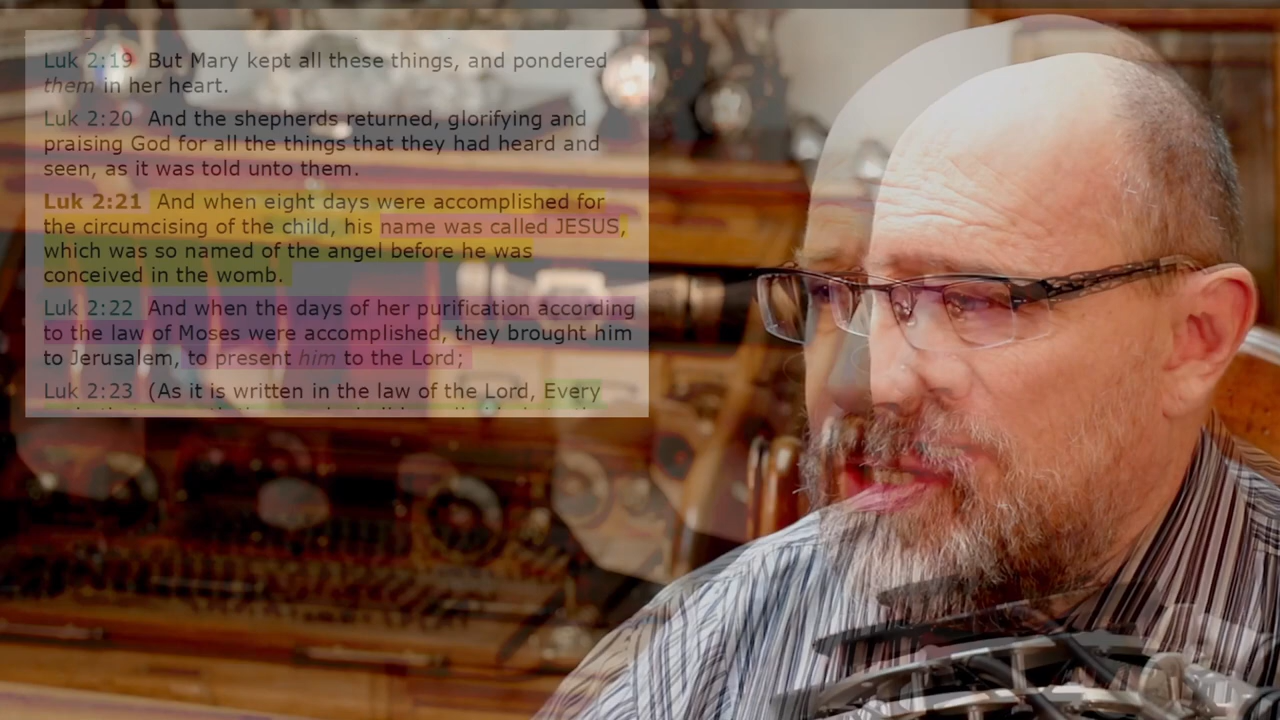 Luk 2:19 But Mary kept all these things, and pondered
them in her heart.
Luk 2:20 And the shepherds returned, glorifying and
praising God for all the things that they had heard and
seen, as it was told unto them.
Luk 2:21 And when eight days were accomplished for
the circumcising of the child, his name was called JESUS,
which was so named of the angel before he was
conceived in the womb.
Luk 2:22 And when the days of her purification according
to the law of Moses were accomplished, they brought him
to Jerusalem, to present him to the Lord;
Luk 2:23 (As it is written in the law of the Lord, Every